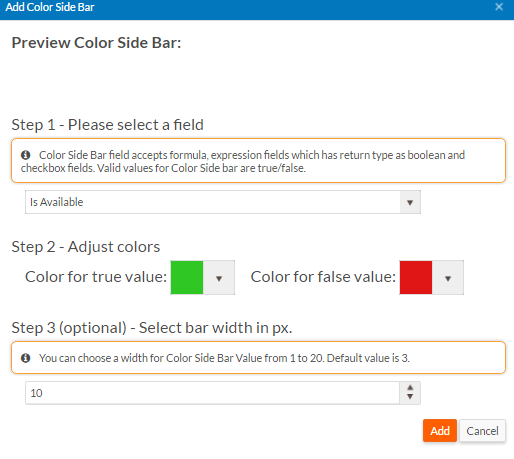 Add Color Side Bar
Preview Color Side Bar:
Step 1 - Please select a field
Color Side Bar field accepts formula, expression fields which has return type as boolean and
checkbox fields. Valid values for Color Side bar are true/false.
Is Available
Step 2 - Adjust colors
Color for true value: Color for false value:
Step 3 (optional) - Select bar width in px.
You can choose a width for Color Side Bar Value from 1 to 20. Default value is 3.
10
Add Cancel